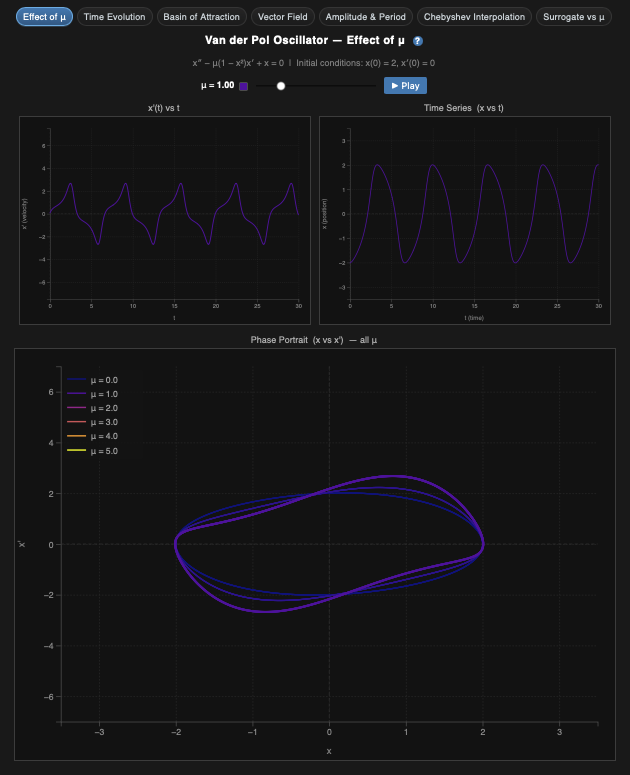 Effect of μ Time Evolution Basin of Attraction Vector Field Amplitude & Period Chebyshev Interpolation Surrogate vs μ
Van der Pol Oscillator — Effect of μ ?
x″ − μ(1 − x²)x′ + x = 0 | Initial conditions: x(0) = 2, x′(0) = 0
μ = 1.00 ▶ Play
x′(t) vs t
6
4
2
0
−2
−4
−6
x′ (velocity)
0 5 10 15 20 25 30
t
Time Series (x vs t)
3
2
1
0
−1
−2
−3
x (position)
0 5 10 15 20 25 30
t (time)
Phase Portrait (x vs x′) — all μ
μ = 0.0
μ = 1.0
μ = 2.0
μ = 3.0
μ = 4.0
μ = 5.0
6
4
2
0
−2
−4
−6
x′
−3 −2 −1 0 1 2 3
x